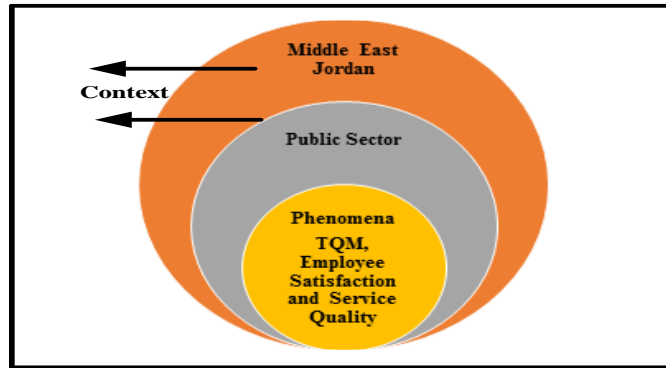 Middle East
Jordan
Context
Public Sector
Phenomena
TQM,
Employee
Satisfaction
and Service
Quality